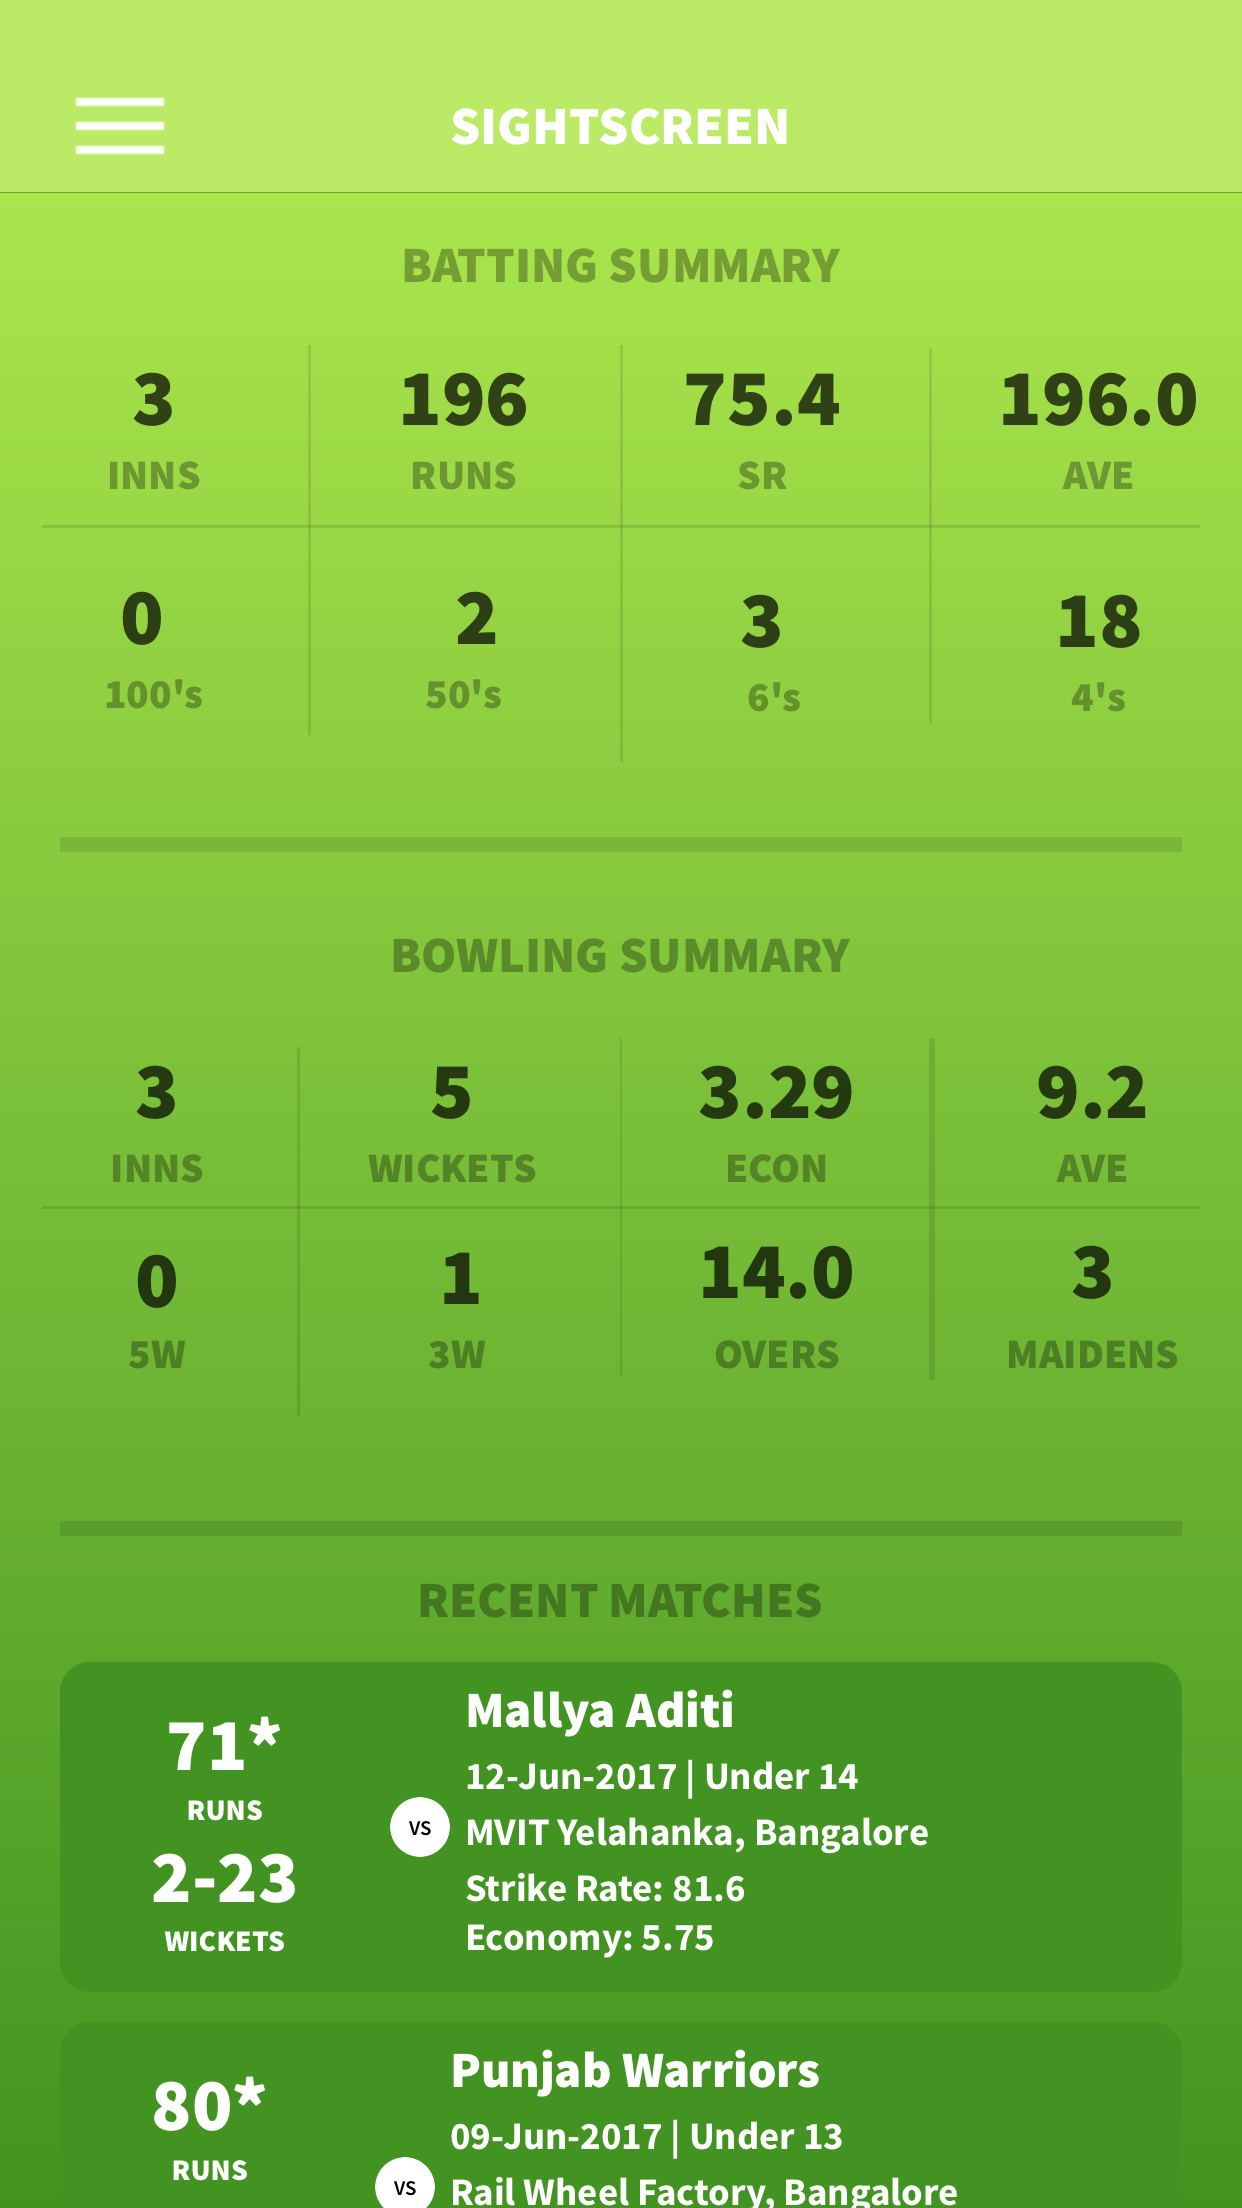 SIGHTSCREEN
BATTING SUMMARY
3 196 75.4 196.0
INNS RUNS SR AVE
0 2 3 18
100's 50's 6's 4's
BOWLING SUMMARY
3 5 3.29 9.2
INNS WICKETS ECON AVE
0 1 14.0 3
5W 3W OVERS MAIDENS
RECENT MATCHES
71*
RUNS
2-23
WICKETS
VS
Mallya Aditi
12-Jun-2017 | Under 14
MVIT Yelahanka, Bangalore
Strike Rate: 81.6
Economy: 5.75
80*
RUNS
VS
Punjab Warriors
09-Jun-2017 | Under 13
Rail Wheel Factory, Bangalore